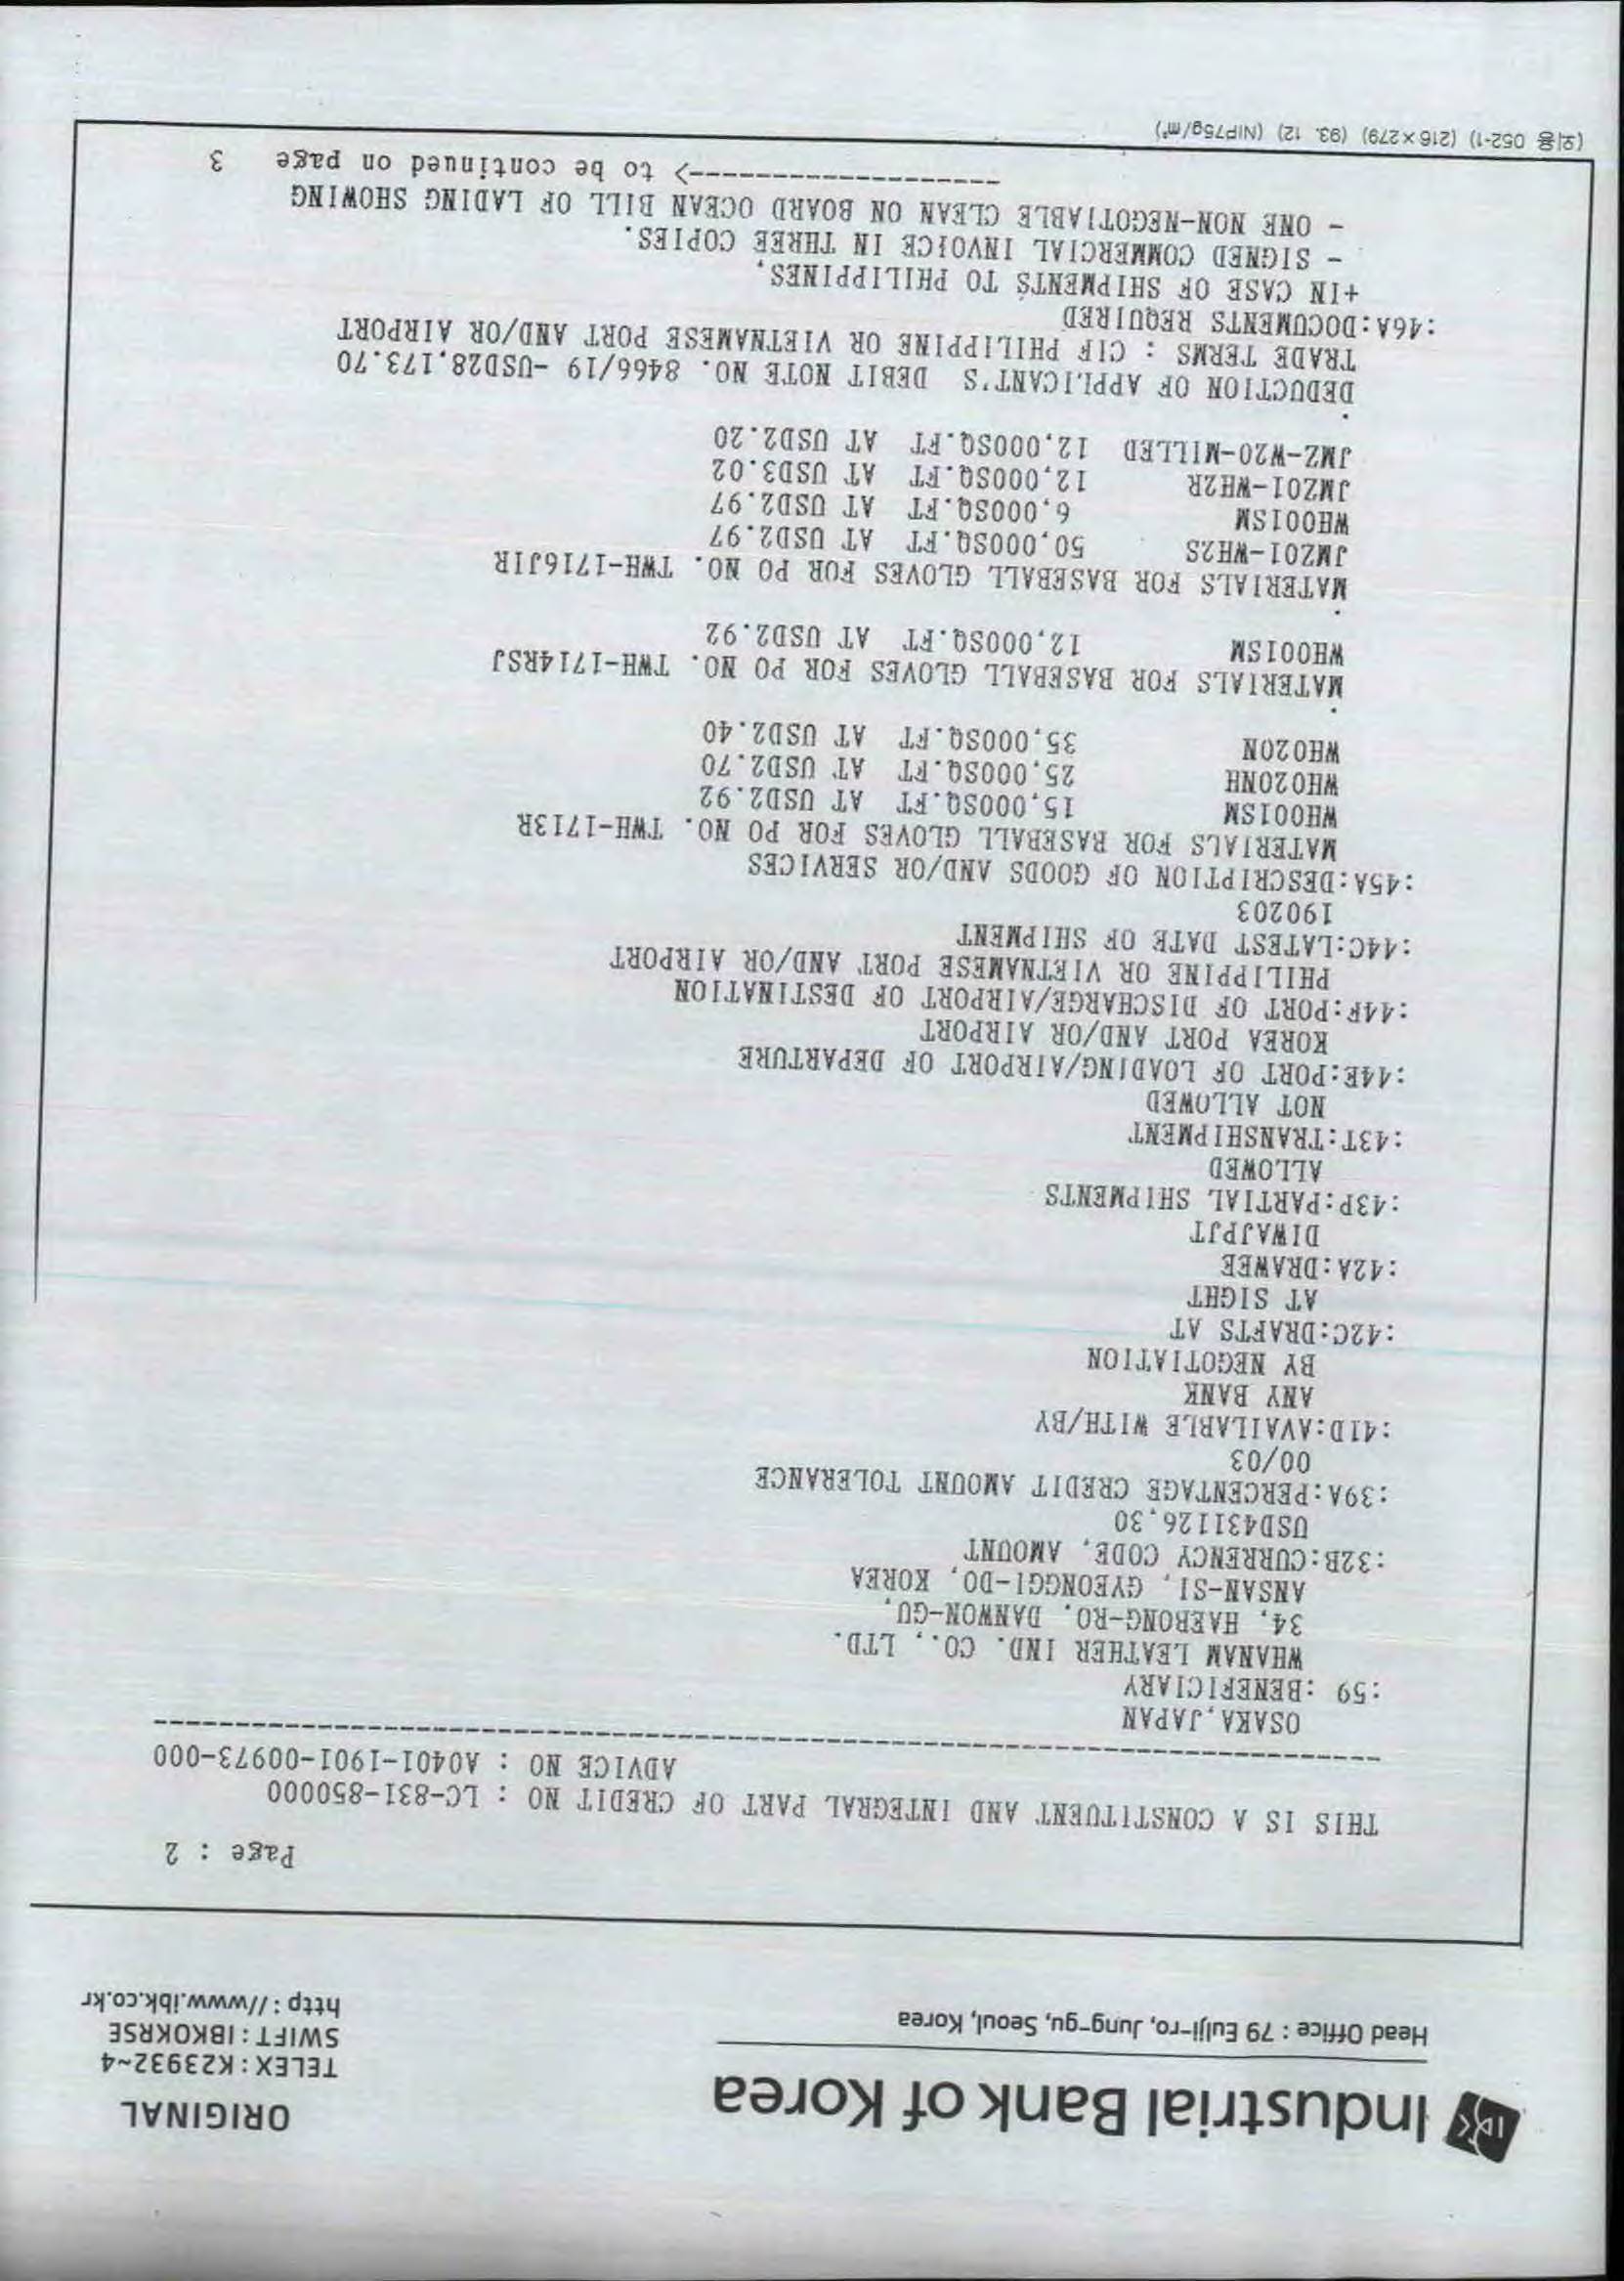 Industrial Bank of Korea
Head Office : 79 Eulji-ro, Jung-gu, Seoul, Korea
ORIGINAL
TELEX : K23932~4
SWIFT : IBKOKRSE
http : //www.ibk.co.kr
Page : 2
THIS IS A CONSTITUENT AND INTEGRAL PART OF CREDIT NO : LC-831-850000
ADVICE NO : A0401-1901-00973-000
--------------------------------------------------
OSAKA,JAPAN
:59 :BENEFICIARY
WHANAM LEATHER IND. CO., LTD.
34, HAEBONG-RO, DANWON-GU,
ANSAN-SI, GYEONGGI-DO, KOREA
:32B:CURRENCY CODE, AMOUNT
USD431126.30
:39A:PERCENTAGE CREDIT AMOUNT TOLERANCE
00/03
:41D:AVAILABLE WITH/BY
ANY BANK
BY NEGOTIATION
:42C:DRAFTS AT
AT SIGHT
:42A:DRAWEE
DIWAJPJT
:43P:PARTIAL SHIPMENTS
ALLOWED
:43T:TRANSHIPMENT
NOT ALLOWED
:44E:PORT OF LOADING/AIRPORT OF DEPARTURE
KOREA PORT AND/OR AIRPORT
:44F:PORT OF DISCHARGE/AIRPORT OF DESTINATION
PHILIPPINE OR VIETNAMESE PORT AND/OR AIRPORT
:44C:LATEST DATE OF SHIPMENT
190203
:45A:DESCRIPTION OF GOODS AND/OR SERVICES
MATERIALS FOR BASEBALL GLOVES FOR PO NO. TWH-1713R
WH001SM 15,000SQ.FT AT USD2.92
WH020NH 25,000SQ.FT AT USD2.70
WH020N 35,000SQ.FT AT USD2.40
.
MATERIALS FOR BASEBALL GLOVES FOR PO NO. TWH-1714RSJ
WH001SM 12,000SQ.FT AT USD2.92
.
MATERIALS FOR BASEBALL GLOVES FOR PO NO. TWH-1716J1R
JMZ01-WH2S 50,000SQ.FT AT USD2.97
WH001SM 6,000SQ.FT AT USD2.97
JMZ01-WH2R 12,000SQ.FT AT USD3.02
JMZ-W20-MILLED 12,000SQ.FT AT USD2.20
.
DEDUCTION OF APPLICANT'S DEBIT NOTE NO. 8466/19 -USD28,173.70
TRADE TERMS : CIF PHILIPPINE OR VIETNAMESE PORT AND/OR AIRPORT
:46A:DOCUMENTS REQUIRED
+IN CASE OF SHIPMENTS TO PHILIPPINES.
- SIGNED COMMERCIAL INVOICE IN THREE COPIES.
- ONE NON-NEGOTIABLE CLEAN ON BOARD OCEAN BILL OF LADING SHOWING
--------------------> to be continued on page 3
(외용 052-1) (216×279) (93. 12) (NIP75g/m²)